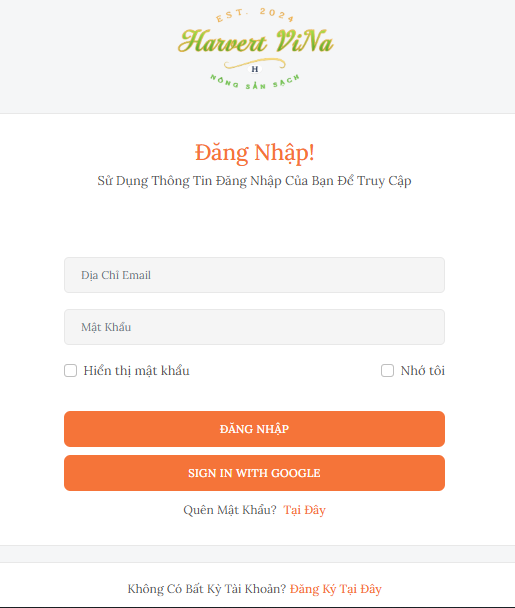 EST. 2024
Harvert ViNa
H
NÔNG SẢN SẠCH
Đăng Nhập!
Sử Dụng Thông Tin Đăng Nhập Của Bạn Để Truy Cập
Địa Chỉ Email
Mật Khẩu
Hiển thị mật khẩu
Nhớ tôi
ĐĂNG NHẬP
SIGN IN WITH GOOGLE
Quên Mật Khẩu? Tại Đây
Không Có Bất Kỳ Tài Khoản? Đăng Ký Tại Đây